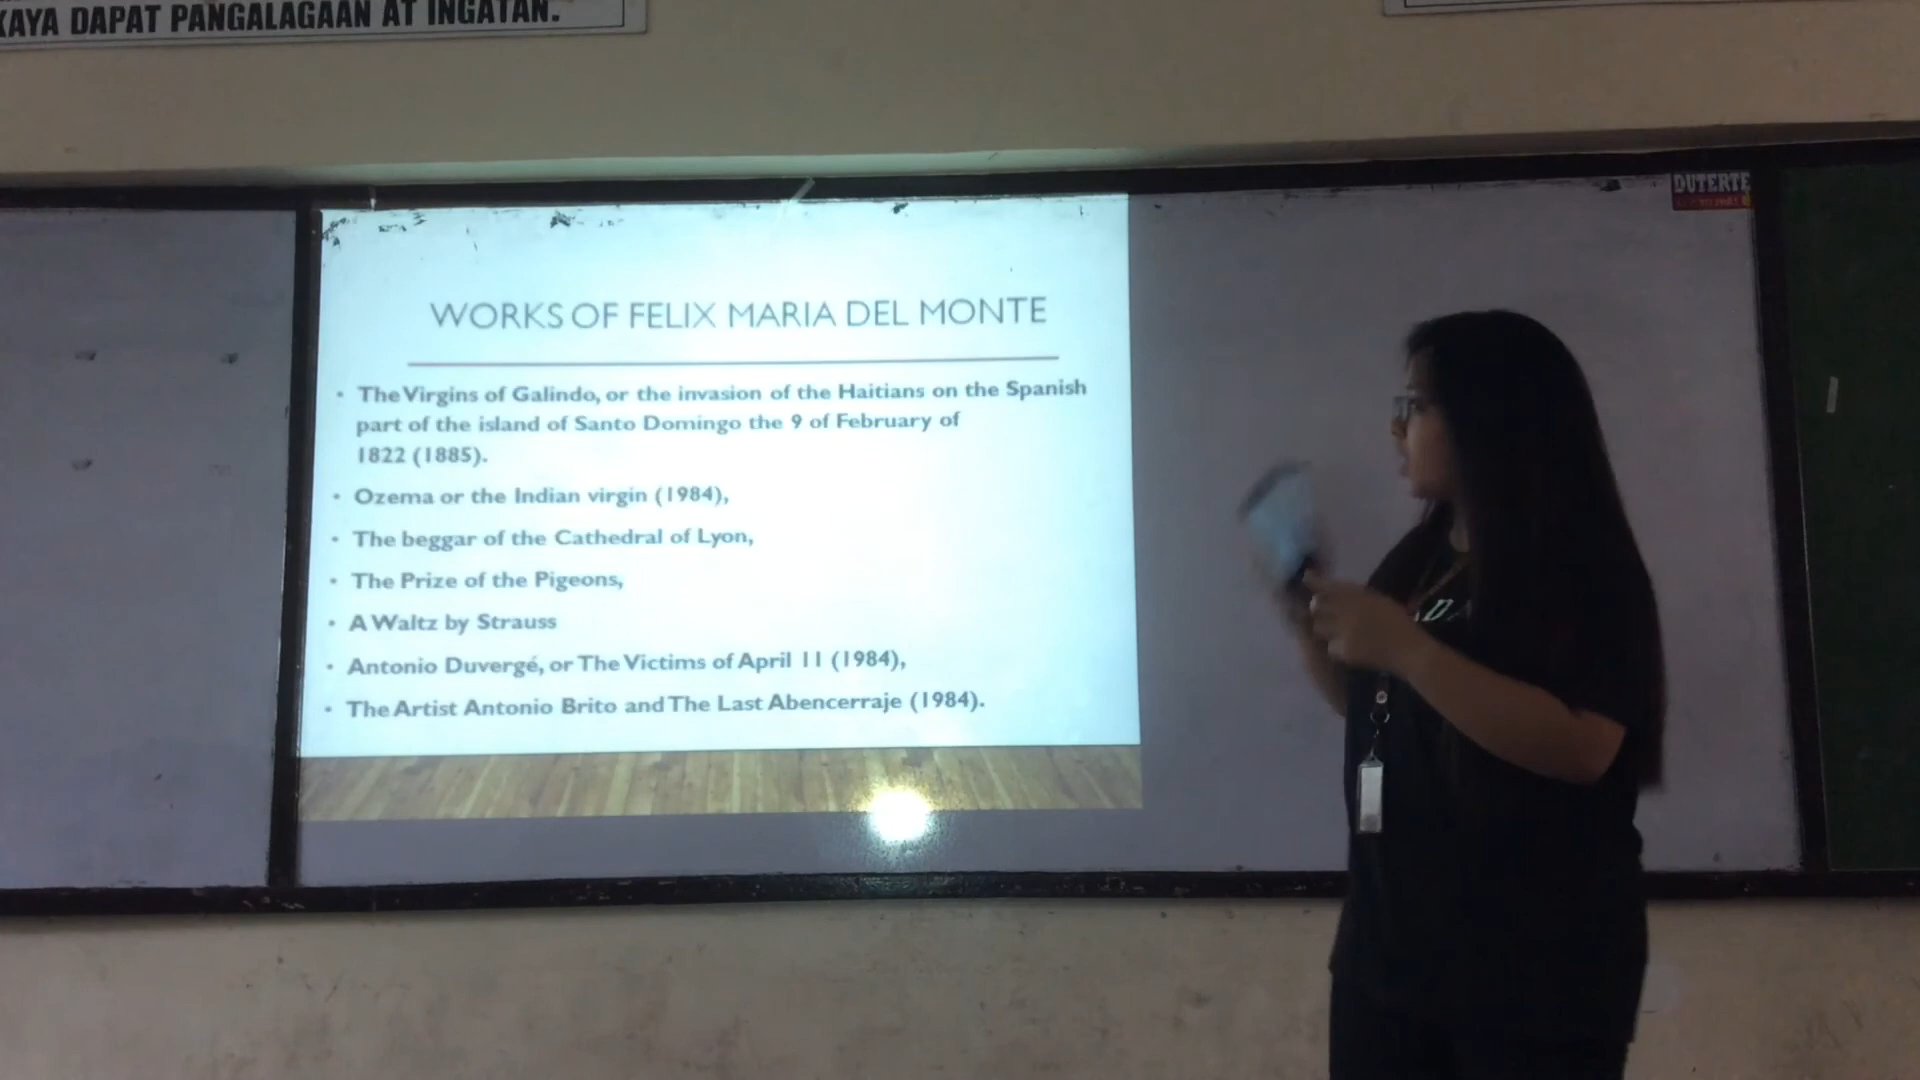 KAYA DAPAT PANGALAGAAN AT INGATAN.
DUTERTE
WORKS OF FELIX MARIA DEL MONTE
• The Virgins of Galindo, or the invasion of the Haitians on the Spanish
part of the island of Santo Domingo the 9 of February of
1822 (1885).
• Ozema or the Indian virgin (1984),
• The beggar of the Cathedral of Lyon,
• The Prize of the Pigeons,
• A Waltz by Strauss
• Antonio Duvergé, or The Victims of April 11 (1984),
• The Artist Antonio Brito and The Last Abencerraje (1984).